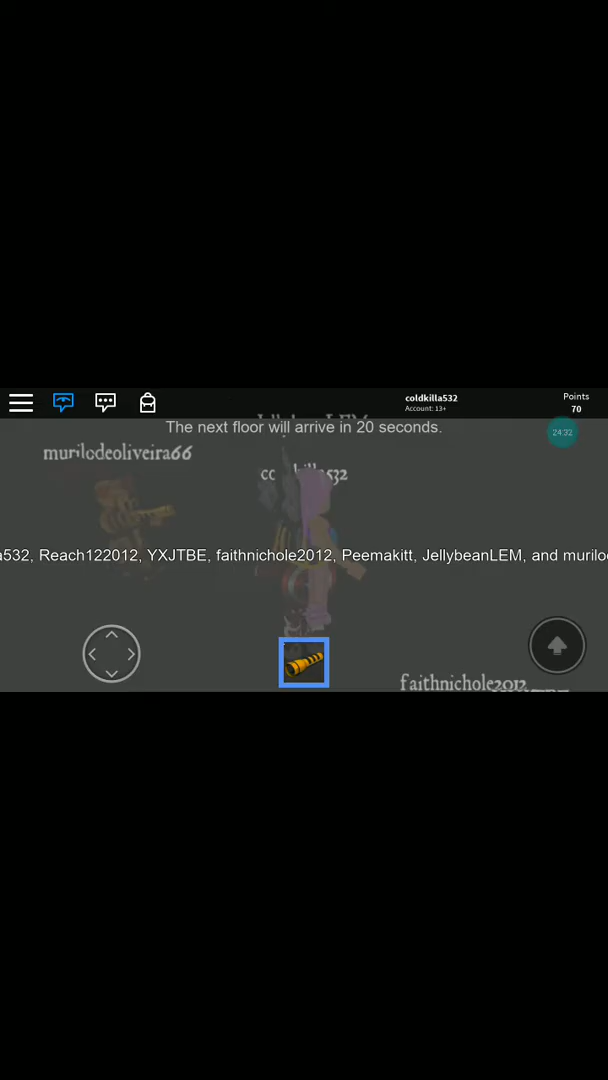 coldkilla532
Account: 13+
Points
70
The next floor will arrive in 20 seconds.
24:32
murilodeoliveira66
a532, Reach122012, YXJTBE, faithnichole2012, Peemakitt, JellybeanLEM, and murilo
faithnichole2012